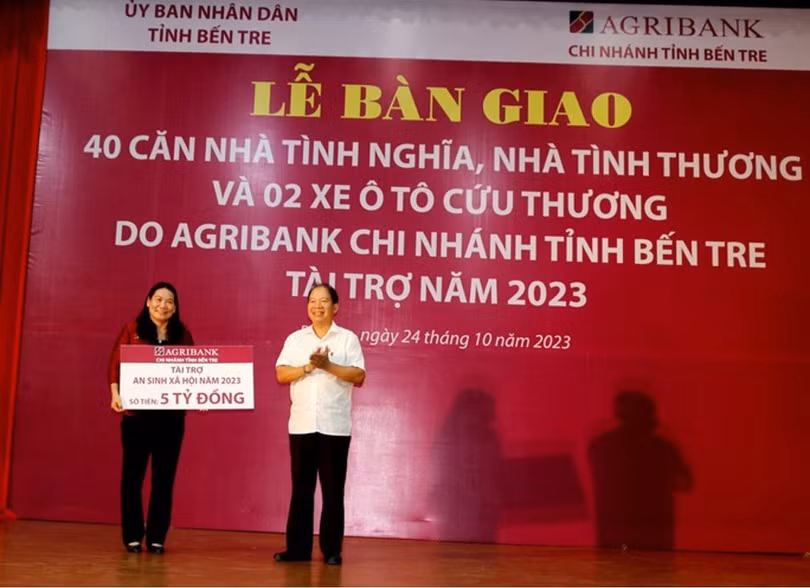 ỦY BAN NHÂN DÂN
TỈNH BẾN TRE
AGRIBANK
CHI NHÁNH TỈNH BẾN TRE
LỄ BÀN GIAO
40 CĂN NHÀ TÌNH NGHĨA, NHÀ TÌNH THƯƠNG
VÀ 02 XE Ô TÔ CỨU THƯƠNG
DO AGRIBANK CHI NHÁNH TỈNH BẾN TRE
TÀI TRỢ NĂM 2023
ngày 24 tháng 10 năm 2023
AGRIBANK
CHI NHÁNH TỈNH BẾN TRE
TÀI TRỢ
AN SINH XÃ HỘI NĂM 2023
SỐ TIỀN: 5 TỶ ĐỒNG